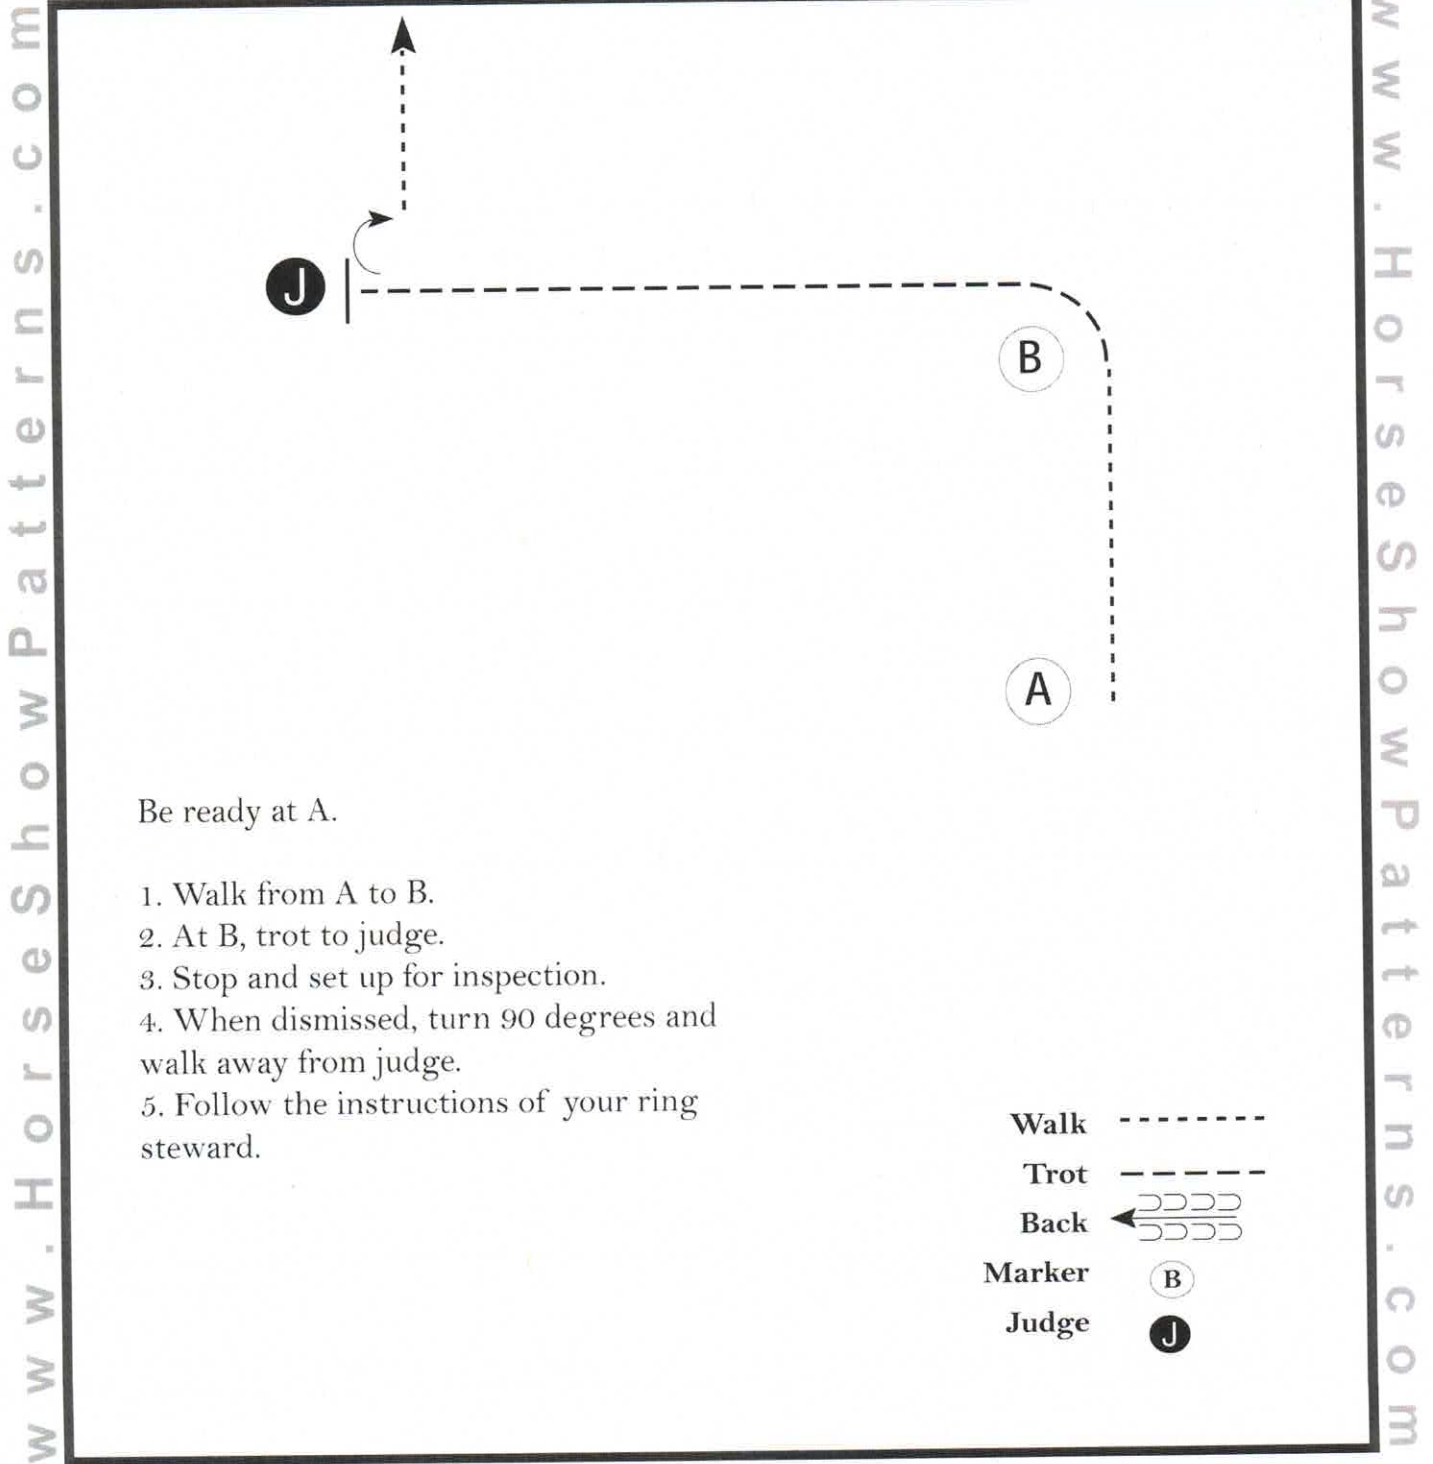 www.HorseShowPatterns.com
J
B
A
Be ready at A.
1. Walk from A to B.
2. At B, trot to judge.
3. Stop and set up for inspection.
4. When dismissed, turn 90 degrees and
walk away from judge.
5. Follow the instructions of your ring
steward.
Walk
Trot
Back
Marker B
Judge J
www.HorseShowPatterns.com